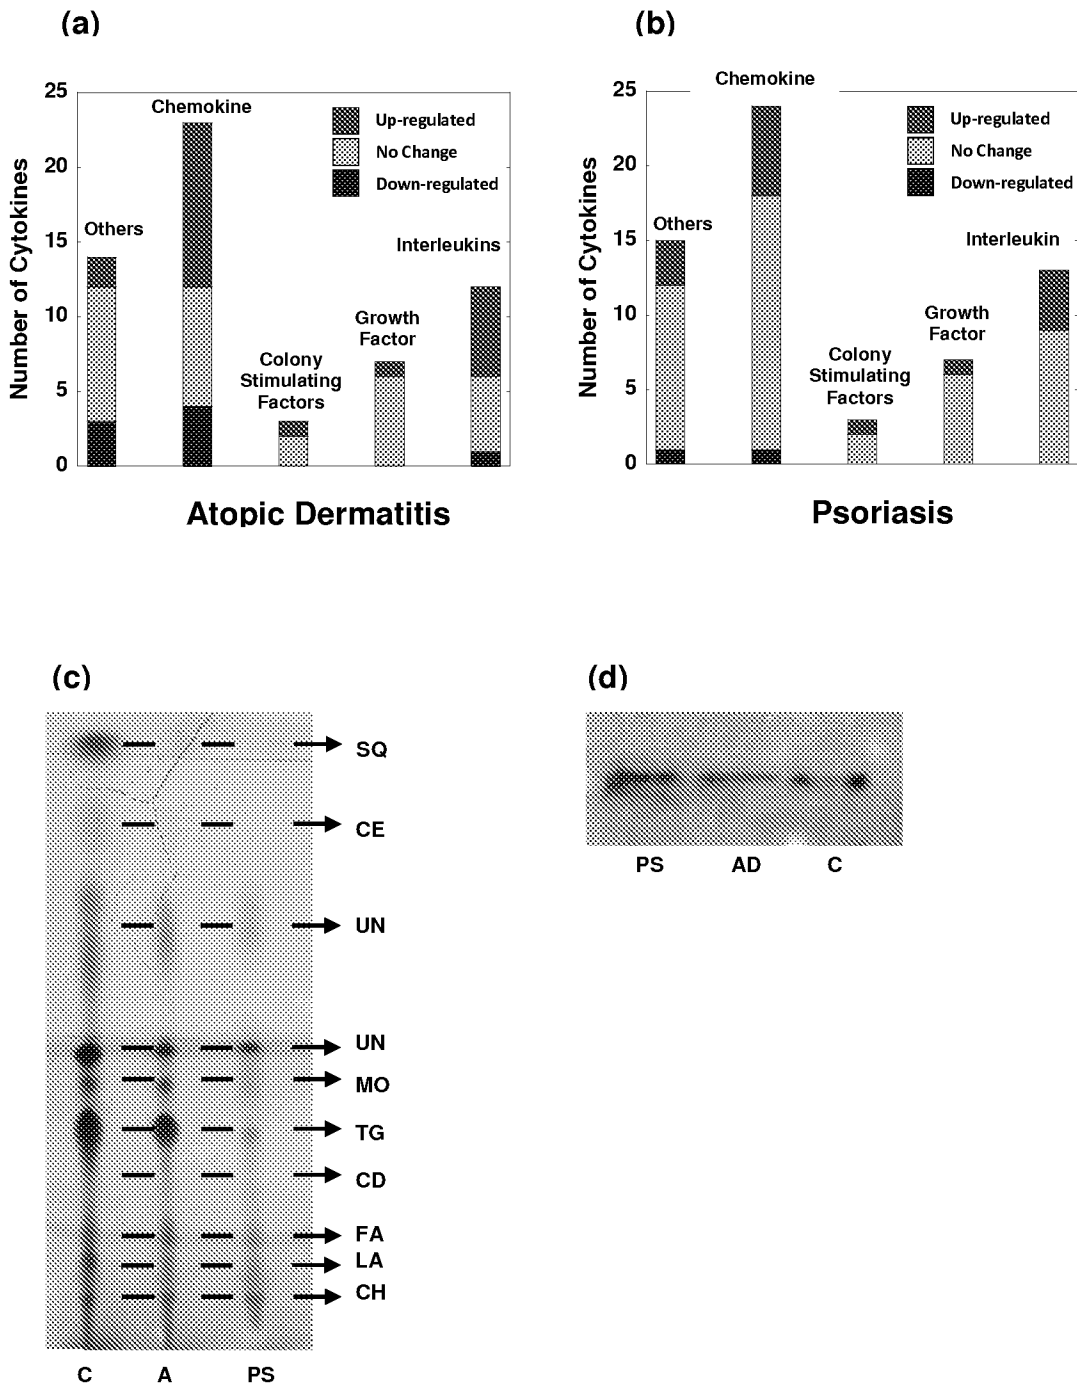 (a)
25
20
15
10
5
0
Number of Cytokines
Others
Chemokine
Colony
Stimulating
Factors
Growth
Factor
Interleukins
Up-regulated
No Change
Down-regulated
Atopic Dermatitis
(b)
25
20
15
10
5
0
Number of Cytokines
Others
Chemokine
Colony
Stimulating
Factors
Growth
Factor
Interleukin
Up-regulated
No Change
Down-regulated
Psoriasis
(c)
SQ
CE
UN
UN
MO
TG
CD
FA
LA
CH
C A PS
(d)
PS AD C